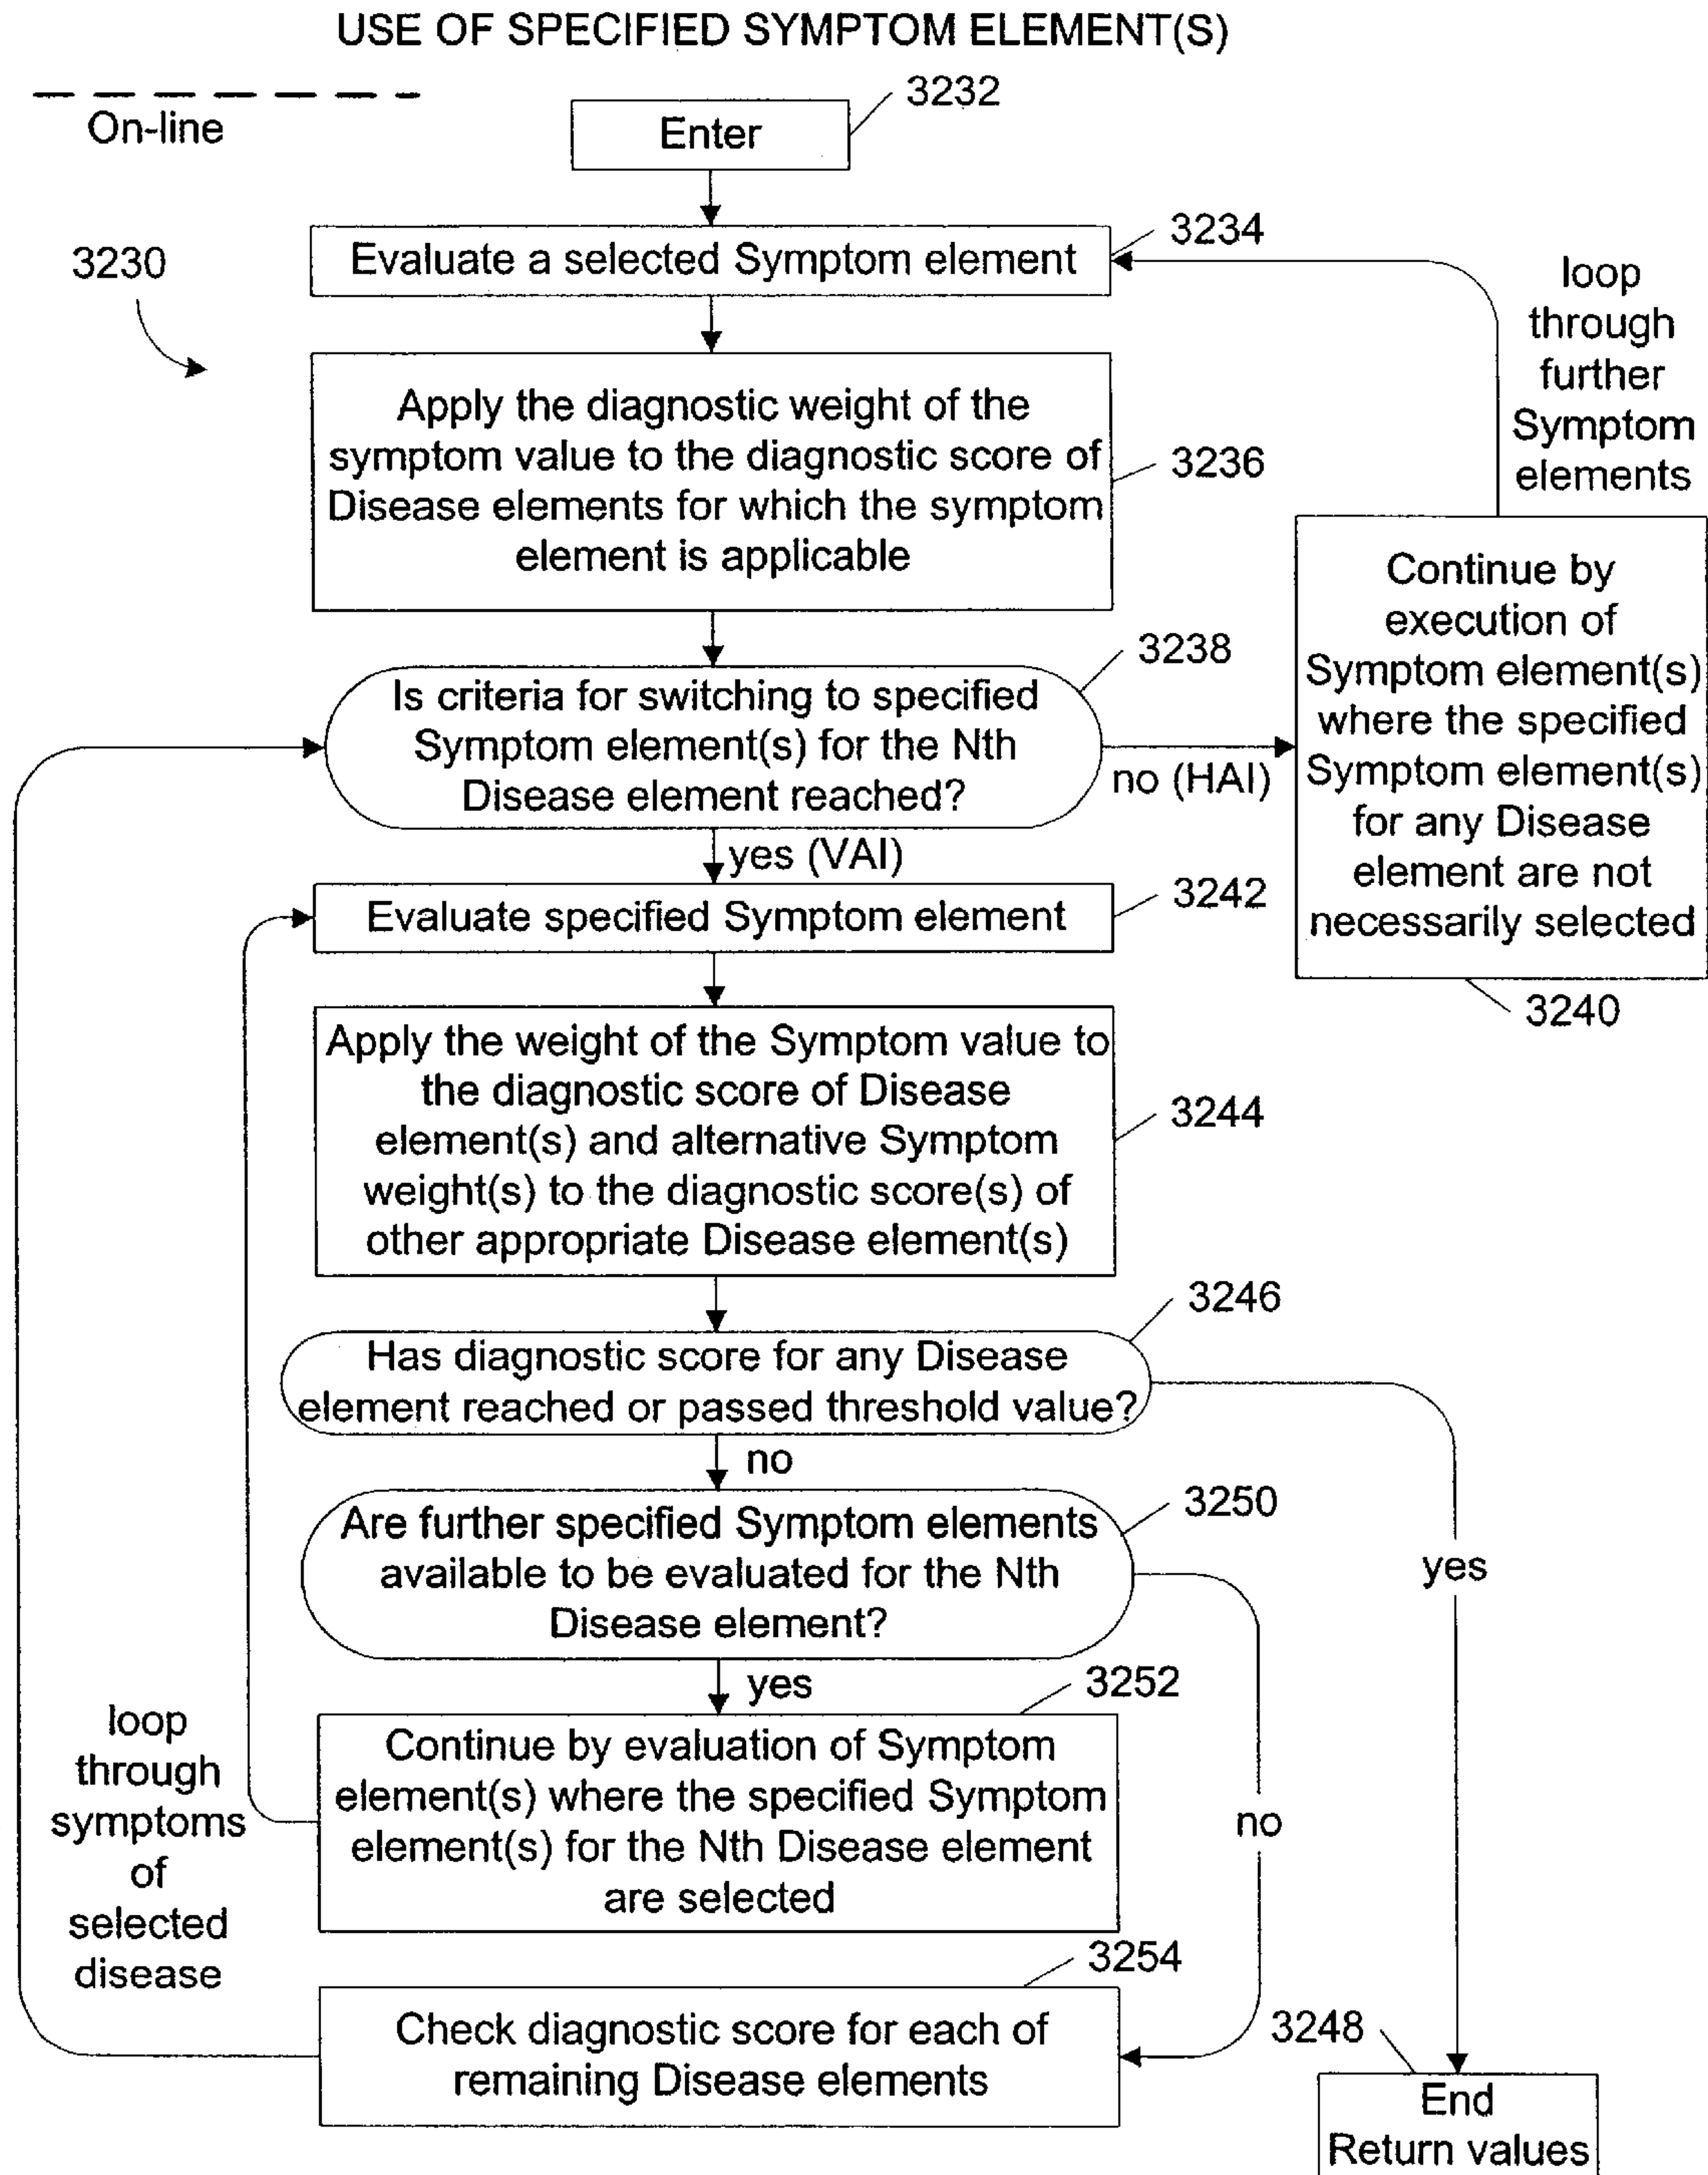 USE OF SPECIFIED SYMPTOM ELEMENT(S)
On-line
3232
Enter
3230
3234
Evaluate a selected Symptom element
loop
through
further
Symptom
elements
Apply the diagnostic weight of the
symptom value to the diagnostic score of
Disease elements for which the symptom
element is applicable
3236
3238
Is criteria for switching to specified
Symptom element(s) for the Nth
Disease element reached?
no (HAI)
Continue by
execution of
Symptom element(s)
where the specified
Symptom element(s)
for any Disease
element are not
necessarily selected
3240
yes (VAI)
3242
Evaluate specified Symptom element
Apply the weight of the Symptom value to
the diagnostic score of Disease
element(s) and alternative Symptom
weight(s) to the diagnostic score(s) of
other appropriate Disease element(s)
3244
3246
Has diagnostic score for any Disease
element reached or passed threshold value?
no
yes
3250
Are further specified Symptom elements
available to be evaluated for the Nth
Disease element?
yes
no
3252
Continue by evaluation of Symptom
element(s) where the specified Symptom
element(s) for the Nth Disease element
are selected
loop
through
symptoms
of
selected
disease
3254
Check diagnostic score for each of
remaining Disease elements
3248
End
Return values